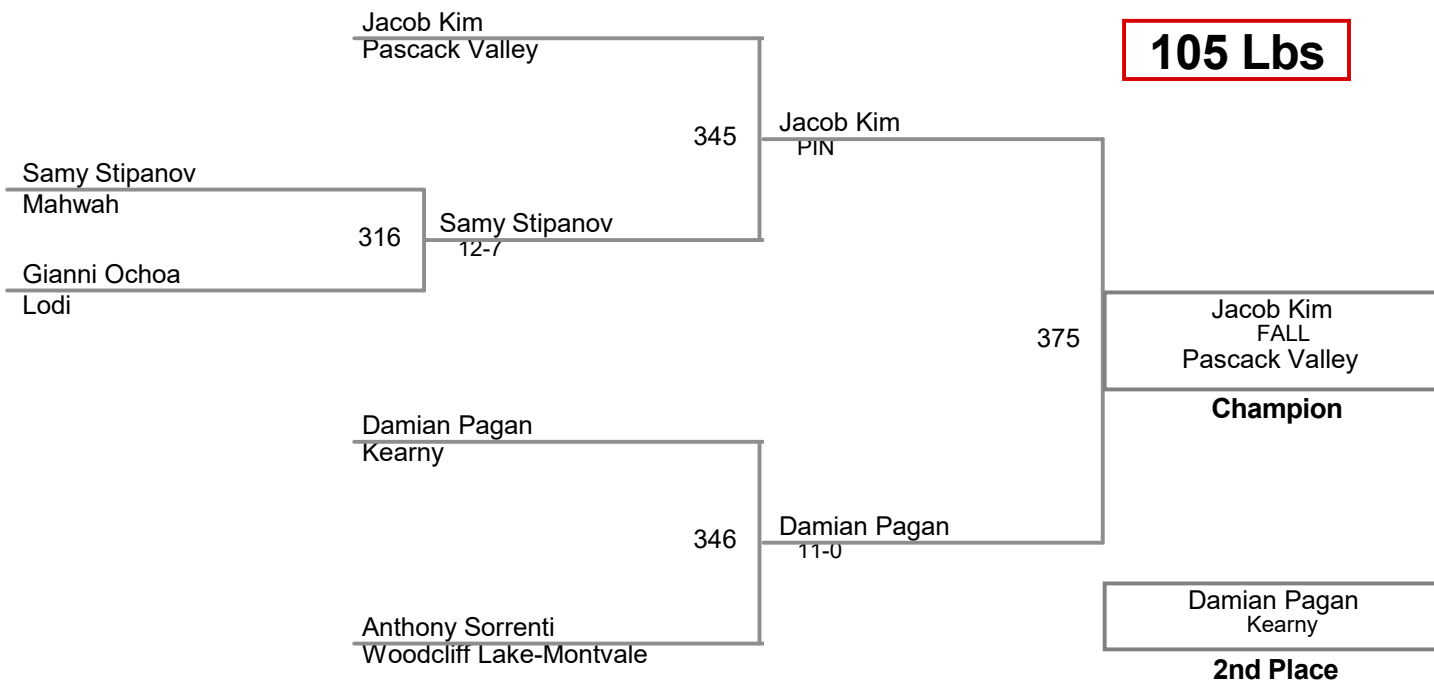 Jacob Kim
Pascack Valley
105 Lbs
345
Jacob Kim
PIN
Samy Stipanov
Mahwah
316
Samy Stipanov
12-7
Gianni Ochoa
Lodi
375
Jacob Kim
FALL
Pascack Valley
Champion
Damian Pagan
Kearny
346
Damian Pagan
11-0
Anthony Sorrenti
Woodcliff Lake-Montvale
Damian Pagan
Kearny
2nd Place